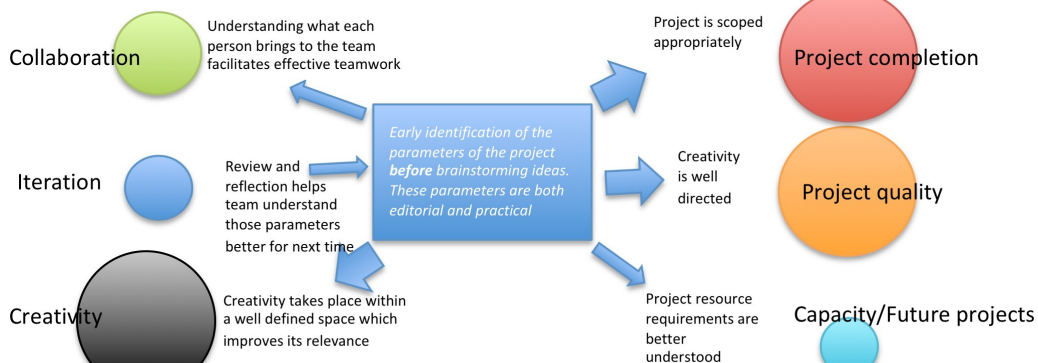 Collaboration
Understanding what each
person brings to the team
facilitates effective teamwork
Project is scoped
appropriately
Project completion
Early identification of the
parameters of the project
before brainstorming ideas.
These parameters are both
editorial and practical
Iteration
Review and
reflection helps
team understand
those parameters
better for next time
Creativity
is well
directed
Project quality
Creativity
Creativity takes place within
a well defined space which
improves its relevance
Project resource
requirements are
better
understood
Capacity/Future projects